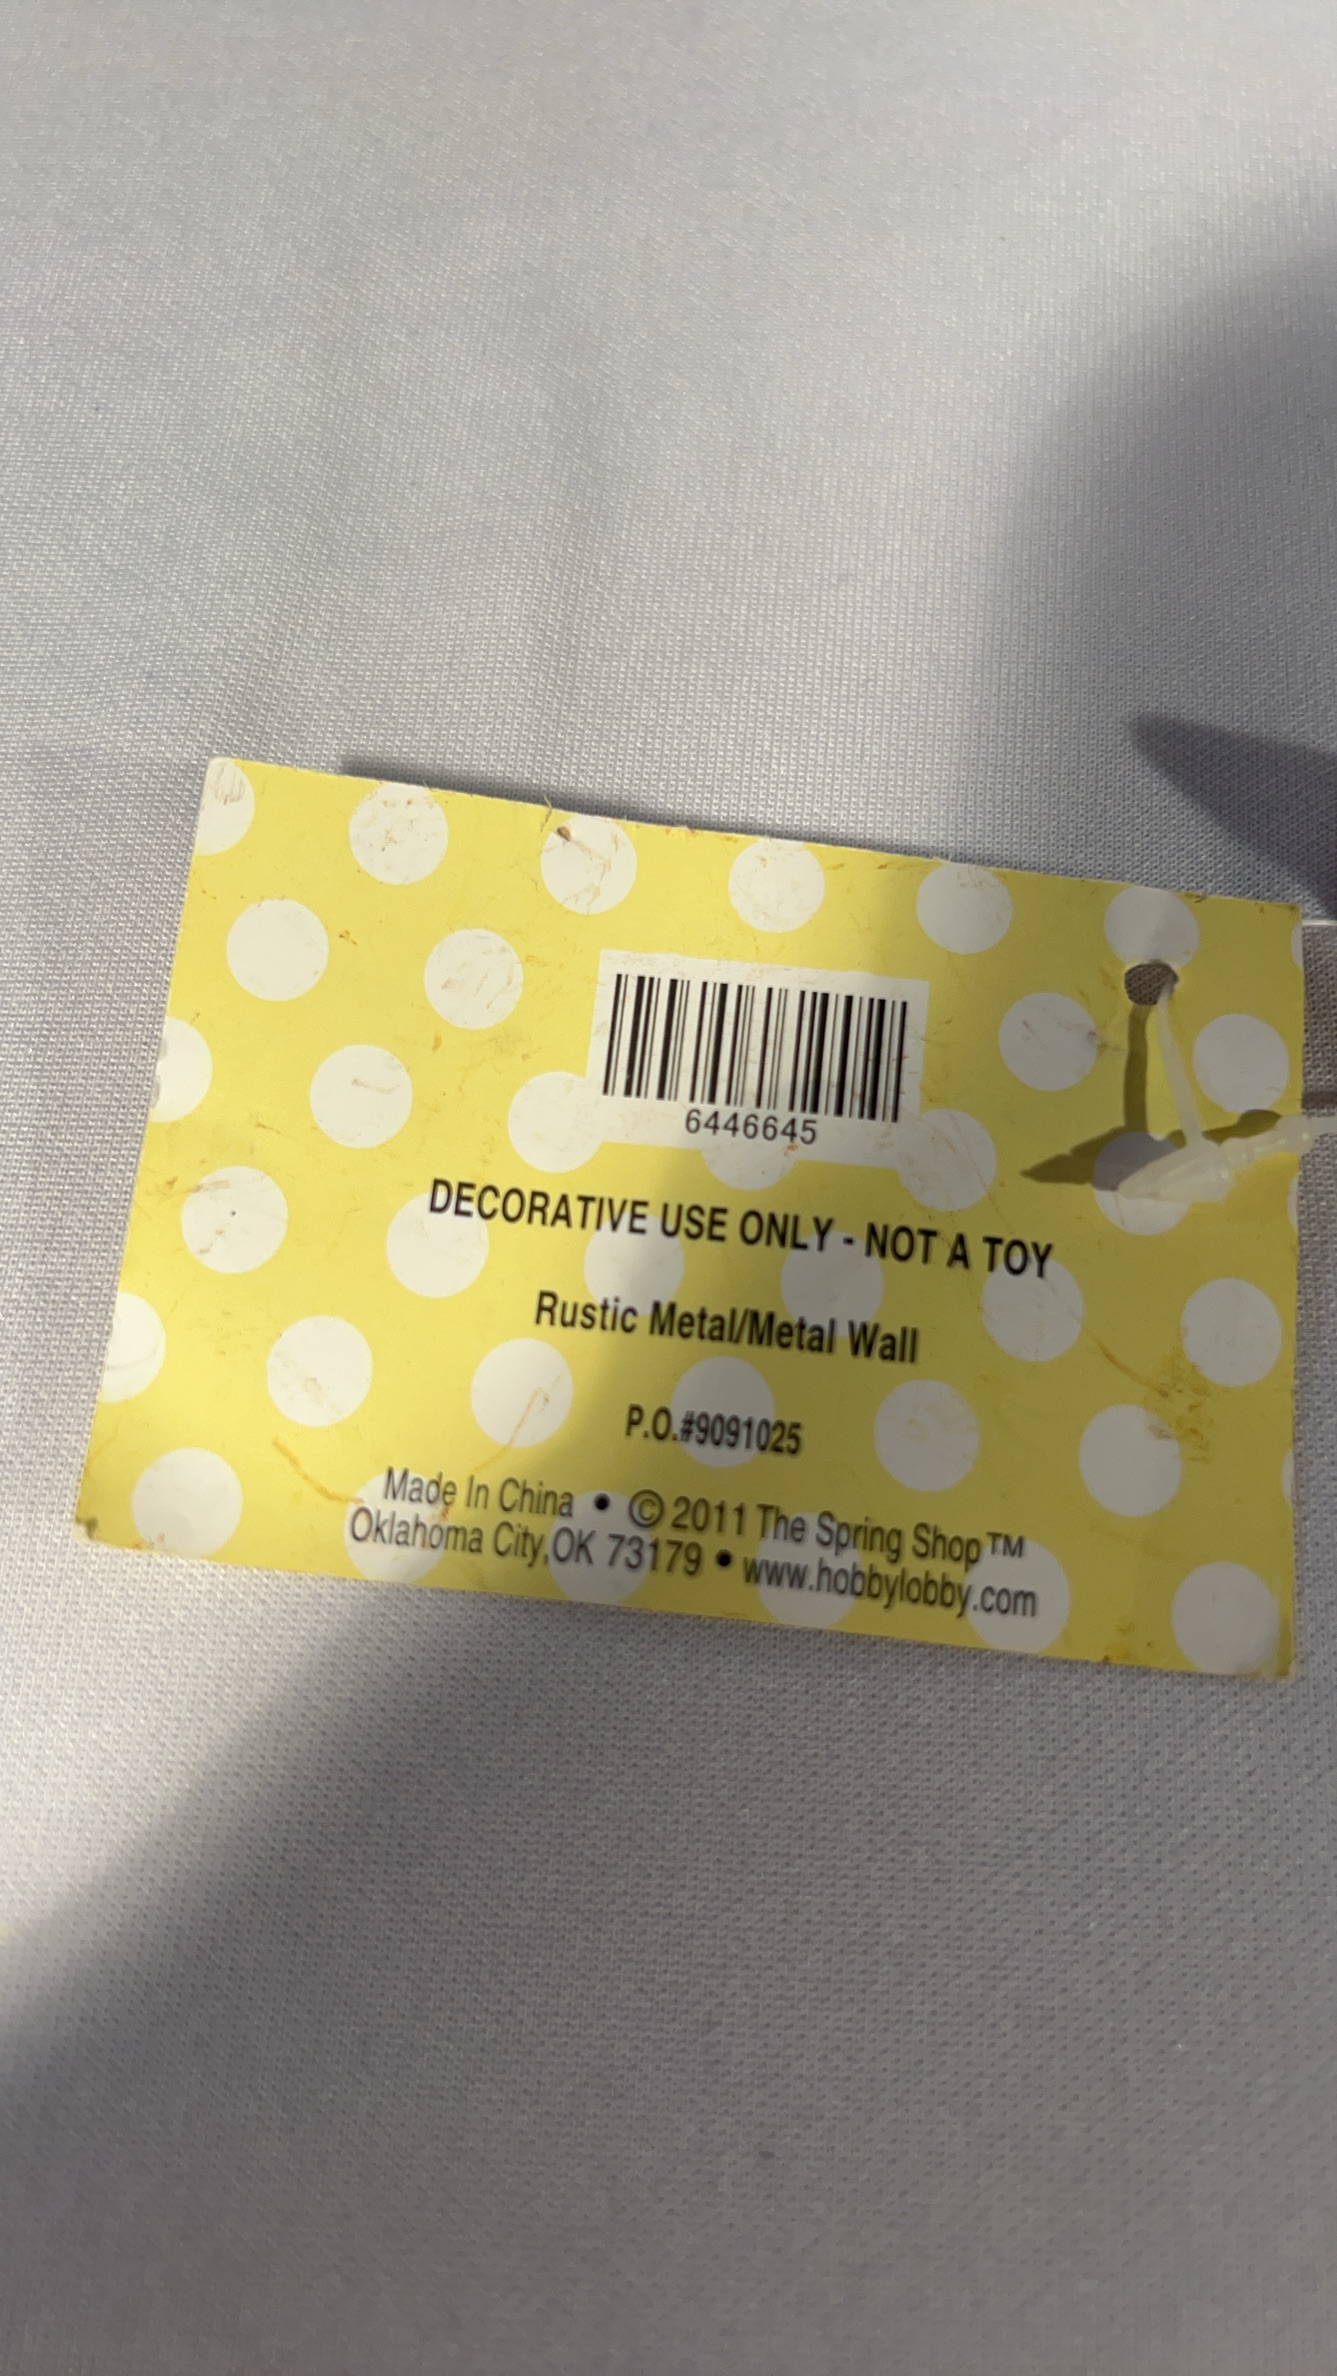 6446645
DECORATIVE USE ONLY - NOT A TOY
Rustic Metal/Metal Wall
P.O.#9091025
Made In China • © 2011 The Spring Shop™
Oklahoma City,OK 73179 • www.hobbylobby.com